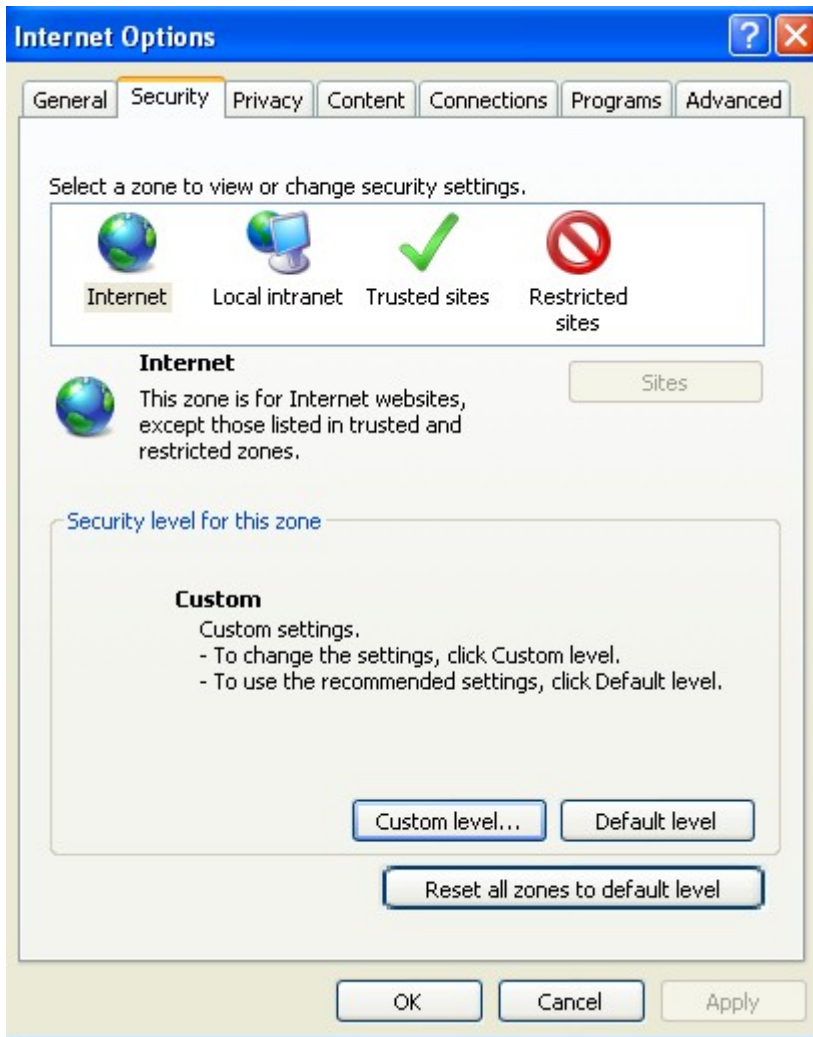 Internet Options
General Security Privacy Content Connections Programs Advanced
Select a zone to view or change security settings.
Internet Local intranet Trusted sites Restricted
sites
Internet
Sites
This zone is for Internet websites,
except those listed in trusted and
restricted zones.
Security level for this zone
Custom
Custom settings.
- To change the settings, click Custom level.
- To use the recommended settings, click Default level.
Custom level... Default level
Reset all zones to default level
OK Cancel Apply